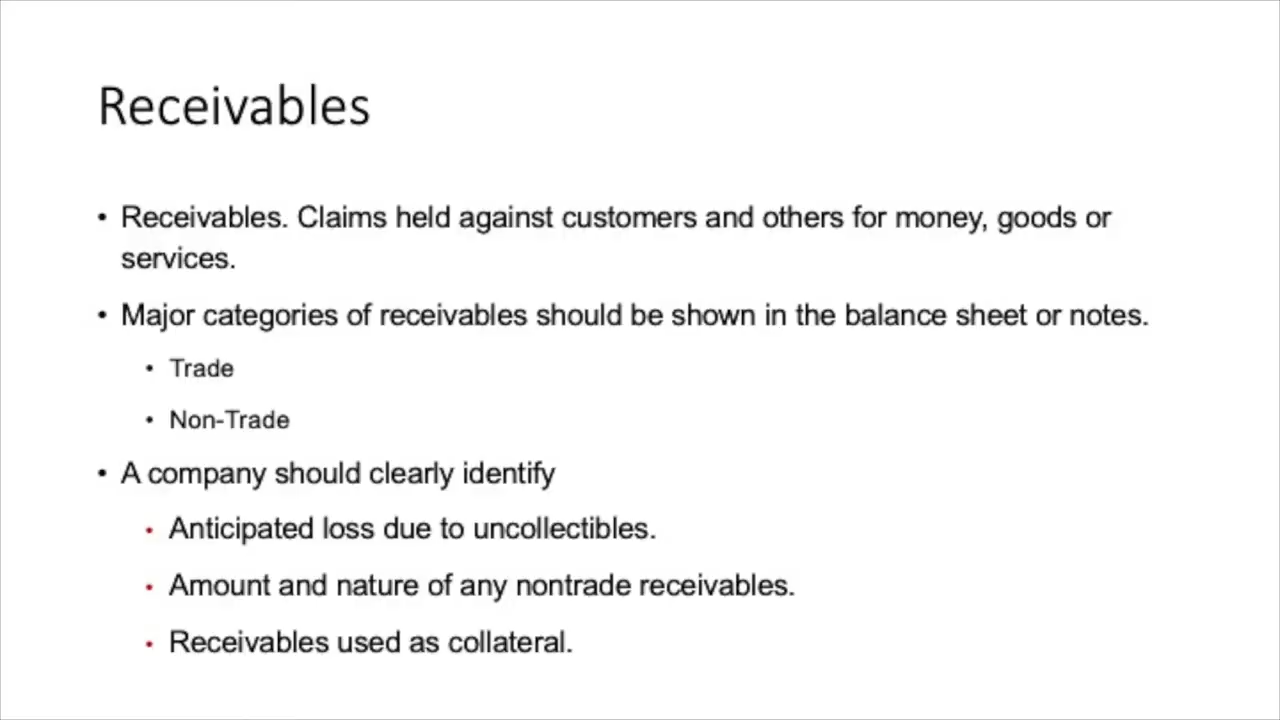 Receivables
• Receivables. Claims held against customers and others for money, goods or
services.
• Major categories of receivables should be shown in the balance sheet or notes.
• Trade
• Non-Trade
• A company should clearly identify
• Anticipated loss due to uncollectibles.
• Amount and nature of any nontrade receivables.
• Receivables used as collateral.